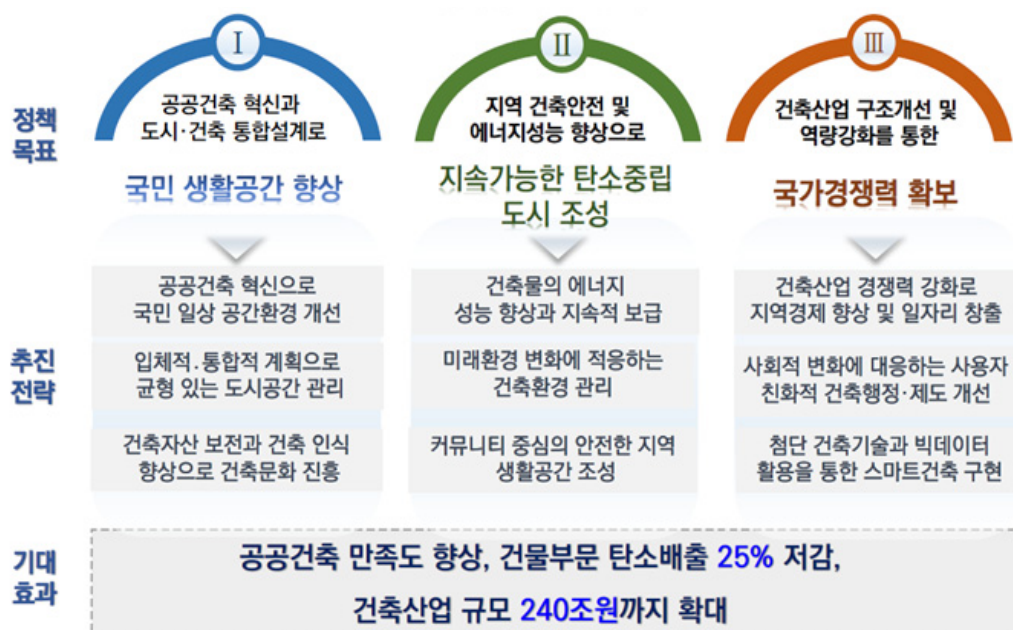 정책
목표
Ⅰ
공공건축 혁신과
도시·건축 통합설계로
국민 생활공간 향상
Ⅱ
지역 건축안전 및
에너지성능 향상으로
지속가능한 탄소중립
도시 조성
Ⅲ
건축산업 구조개선 및
역량강화를 통한
국가경쟁력 확보
추진
전략
공공건축 혁신으로
국민 일상 공간환경 개선
입체적.통합적 계획으로
균형 있는 도시공간 관리
건축자산 보전과 건축 인식
향상으로 건축문화 진흥
건축물의 에너지
성능 향상과 지속적 보급
미래환경 변화에 적응하는
건축환경 관리
커뮤니티 중심의 안전한 지역
생활공간 조성
건축산업 경쟁력 강화로
지역경제 향상 및 일자리 창출
사회적 변화에 대응하는 사용자
친화적 건축행정·제도 개선
첨단 건축기술과 빅데이터
활용을 통한 스마트건축 구현
기대
효과
공공건축 만족도 향상, 건물부문 탄소배출 25% 저감,
건축산업 규모 240조원까지 확대